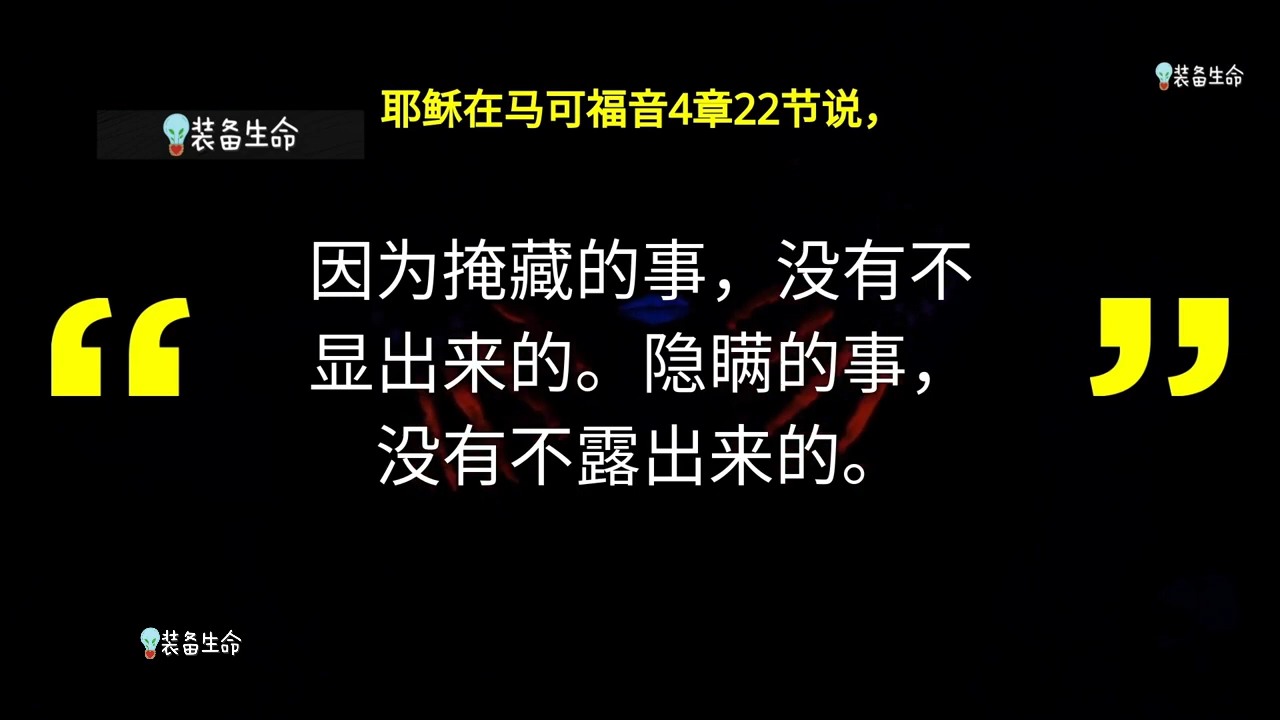 装备生命
耶稣在马可福音4章22节说，
装备生命
“因为掩藏的事，没有不
显出来的。隐瞒的事，
没有不露出来的。”
装备生命